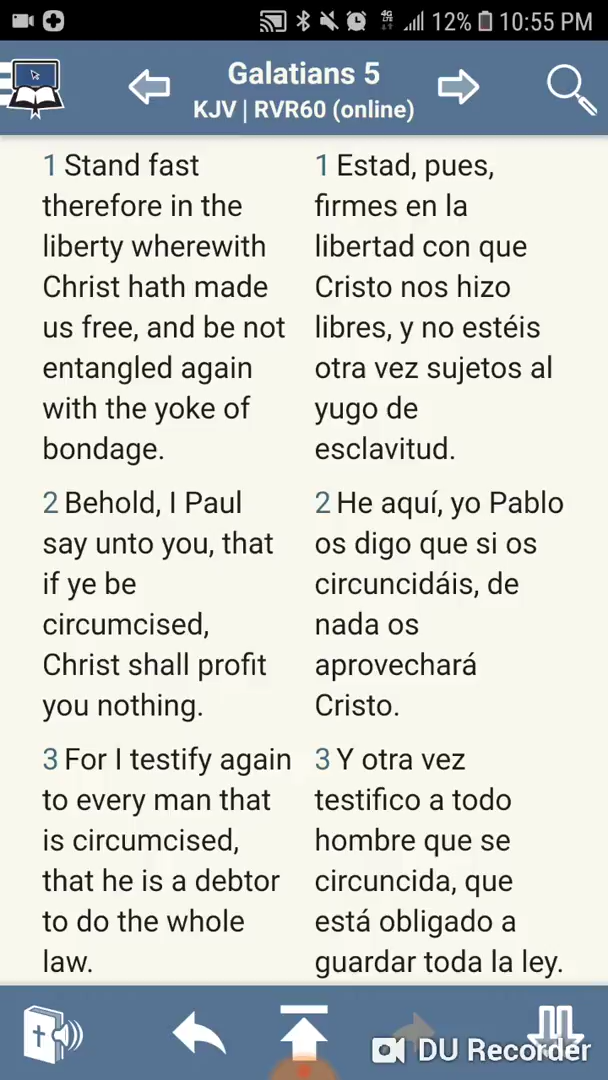 4G LTE 12% 10:55 PM
Galatians 5
KJV | RVR60 (online)
1 Stand fast
therefore in the
liberty wherewith
Christ hath made
us free, and be not
entangled again
with the yoke of
bondage.
2 Behold, I Paul
say unto you, that
if ye be
circumcised,
Christ shall profit
you nothing.
3 For I testify again
to every man that
is circumcised,
that he is a debtor
to do the whole
law.
1 Estad, pues,
firmes en la
libertad con que
Cristo nos hizo
libres, y no estéis
otra vez sujetos al
yugo de
esclavitud.
2 He aquí, yo Pablo
os digo que si os
circuncidáis, de
nada os
aprovechará
Cristo.
3 Y otra vez
testifico a todo
hombre que se
circuncida, que
está obligado a
guardar toda la ley.
DU Recorder